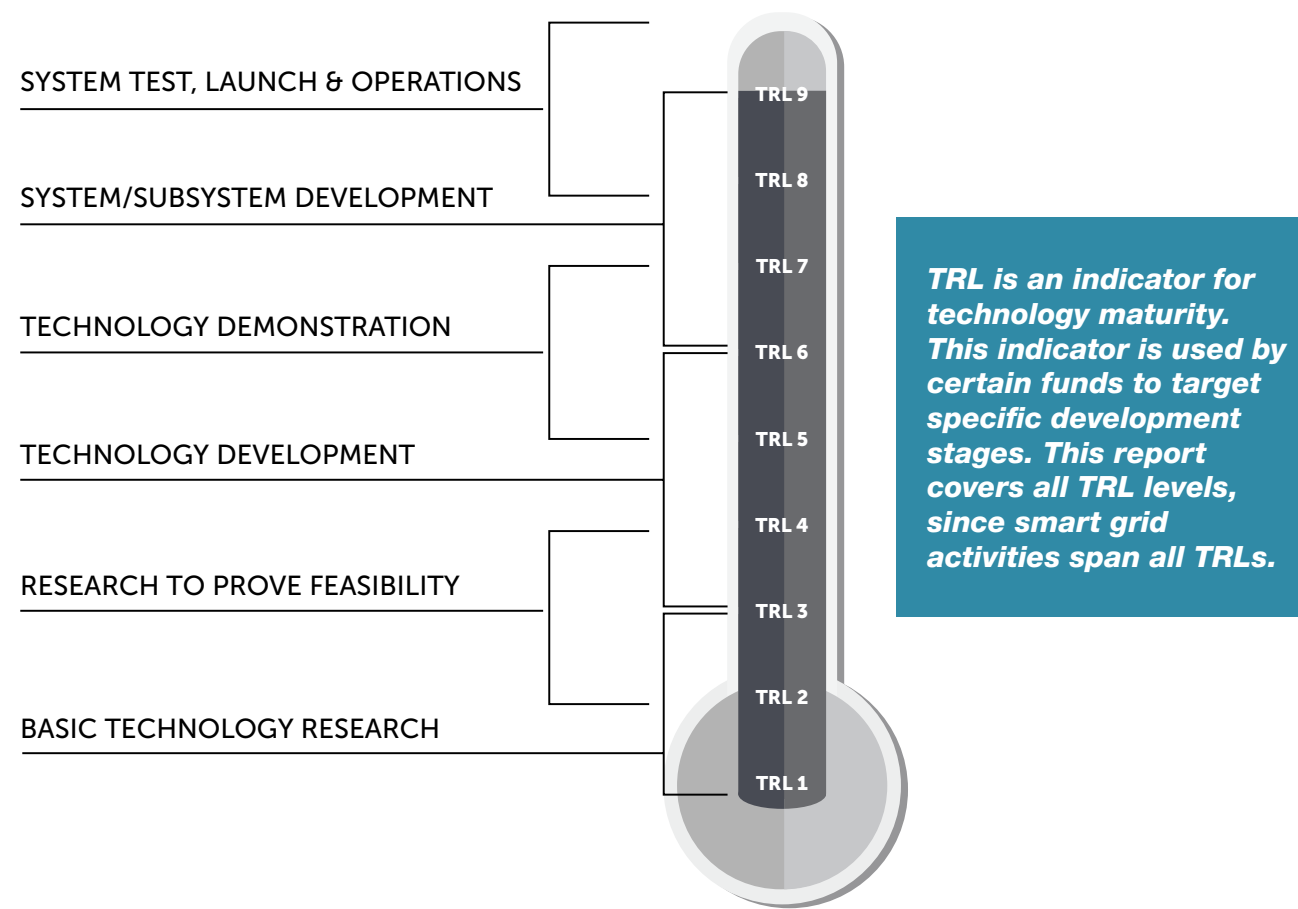 SYSTEM TEST, LAUNCH & OPERATIONS
SYSTEM/SUBSYSTEM DEVELOPMENT
TECHNOLOGY DEMONSTRATION
TECHNOLOGY DEVELOPMENT
RESEARCH TO PROVE FEASIBILITY
BASIC TECHNOLOGY RESEARCH
TRL 9
TRL 8
TRL 7
TRL 6
TRL 5
TRL 4
TRL 3
TRL 2
TRL 1
TRL is an indicator for
technology maturity.
This indicator is used by
certain funds to target
specific development
stages. This report
covers all TRL levels,
since smart grid
activities span all TRLs.